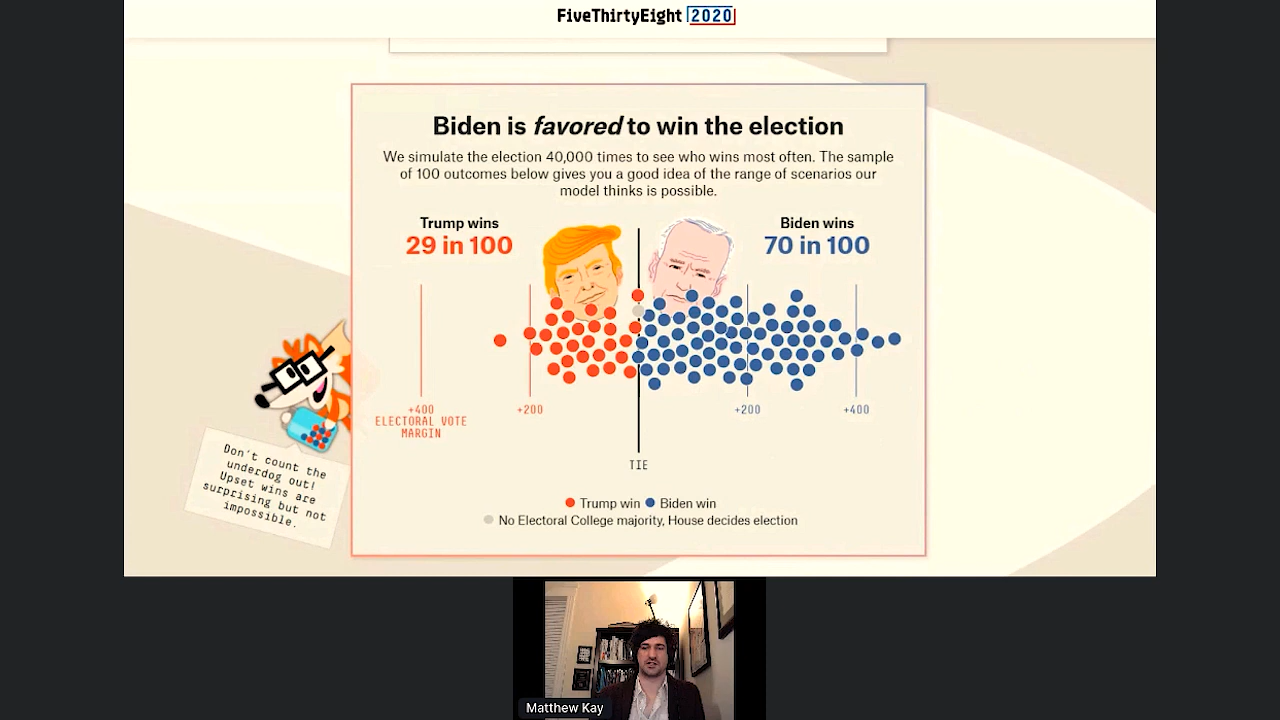 FiveThirtyEight 2020
Biden is favored to win the election
We simulate the election 40,000 times to see who wins most often. The sample
of 100 outcomes below gives you a good idea of the range of scenarios our
model thinks is possible.
Trump wins
29 in 100
Biden wins
70 in 100
+400
ELECTORAL VOTE
MARGIN
+200
+200
+400
TIE
Don't count the
underdog out!
Upset wins are
surprising but not
impossible.
Trump win
Biden win
No Electoral College majority, House decides election
Matthew Kay